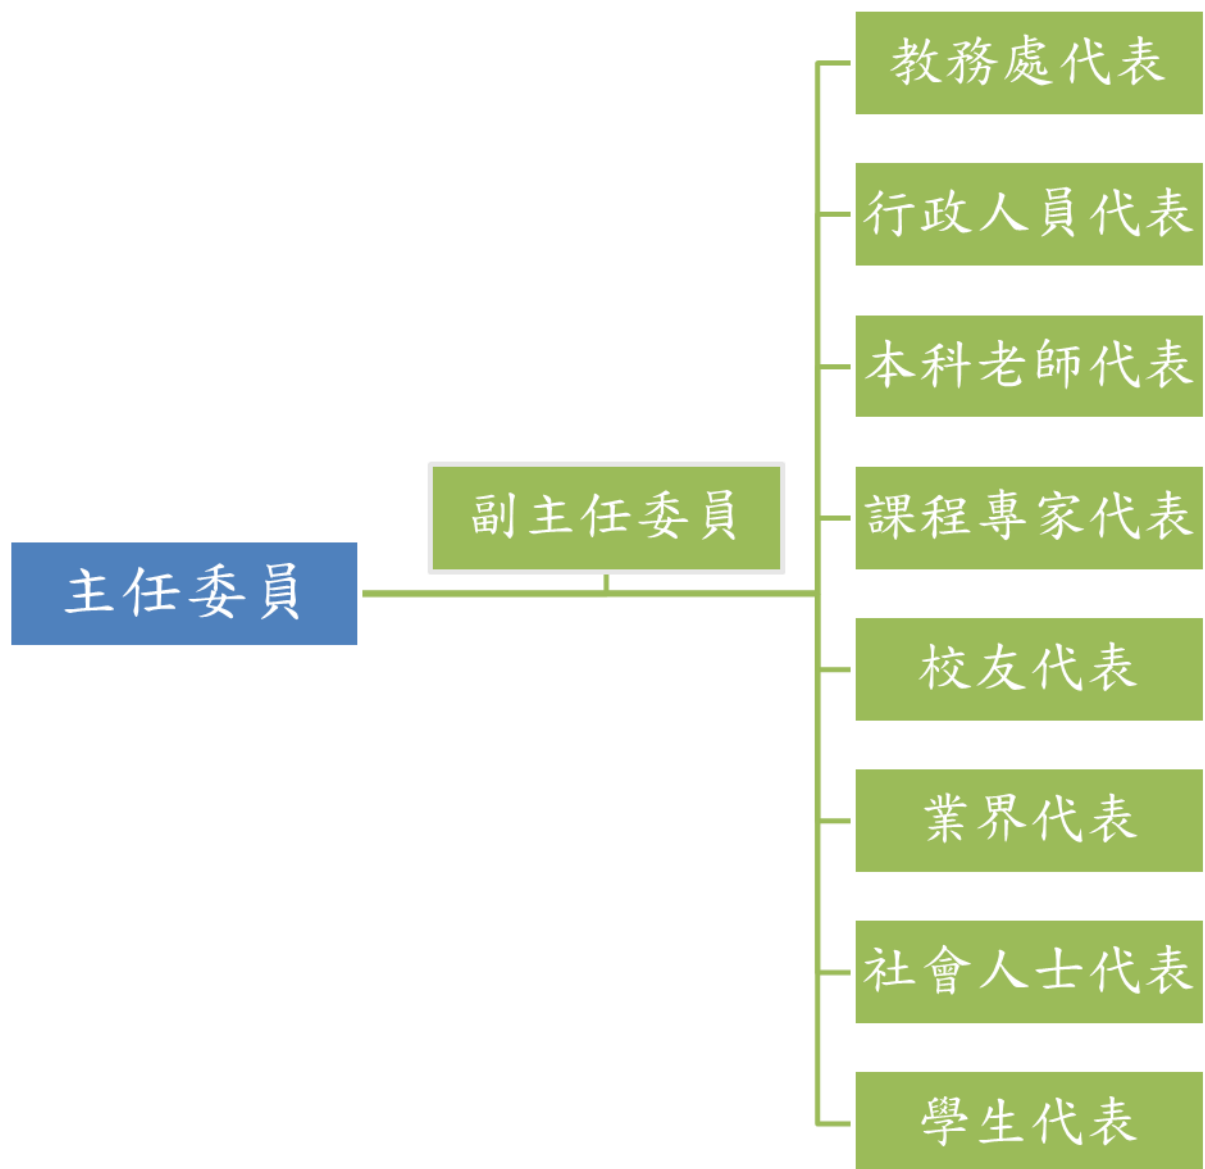 主任委員
副主任委員
教務處代表
行政人員代表
本科老師代表
課程專家代表
校友代表
業界代表
社會人士代表
學生代表